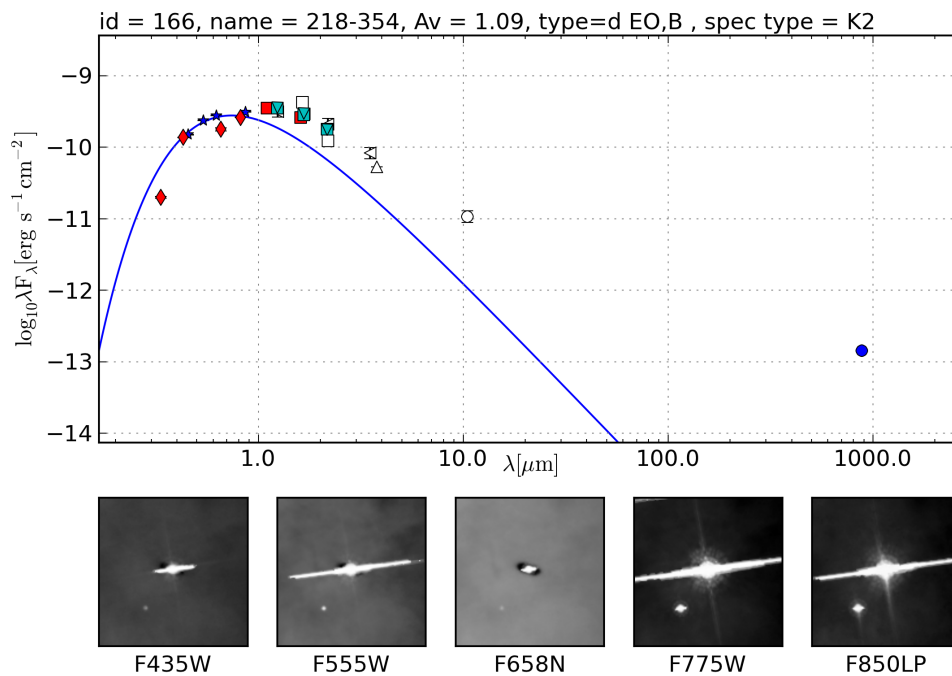 id = 166, name = 218-354, Av = 1.09, type=d EO,B , spec type = K2
−9
−10
−11
−12
−13
−14
log₁₀λF_λ[erg s⁻¹ cm⁻²]
1.0 10.0 100.0 1000.0
λ[μm]
F435W F555W F658N F775W F850LP